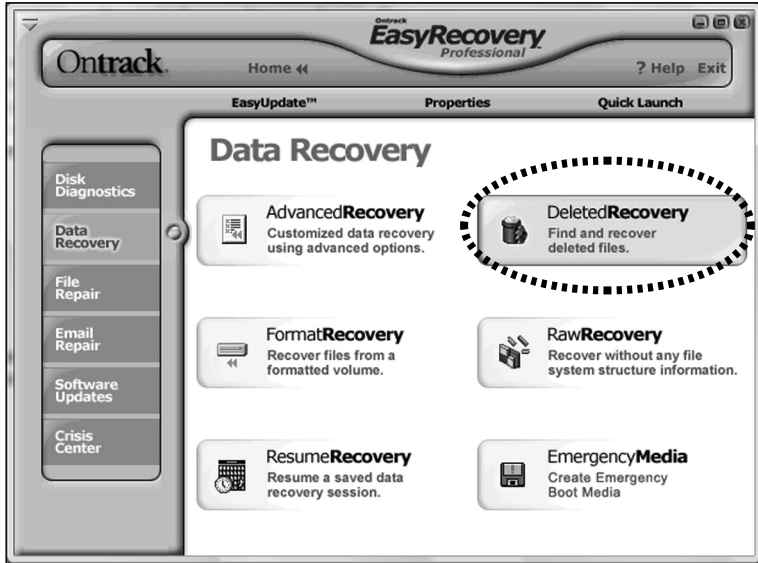 Ontrack
EasyRecovery
Professional
Ontrack.
Home
? Help Exit
EasyUpdate™ Properties Quick Launch
Disk
Diagnostics
Data
Recovery
File
Repair
Email
Repair
Software
Updates
Crisis
Center
Data Recovery
AdvancedRecovery
Customized data recovery
using advanced options.
DeletedRecovery
Find and recover
deleted files.
FormatRecovery
Recover files from a
formatted volume.
RawRecovery
Recover without any file
system structure information.
ResumeRecovery
Resume a saved data
recovery session.
EmergencyMedia
Create Emergency
Boot Media